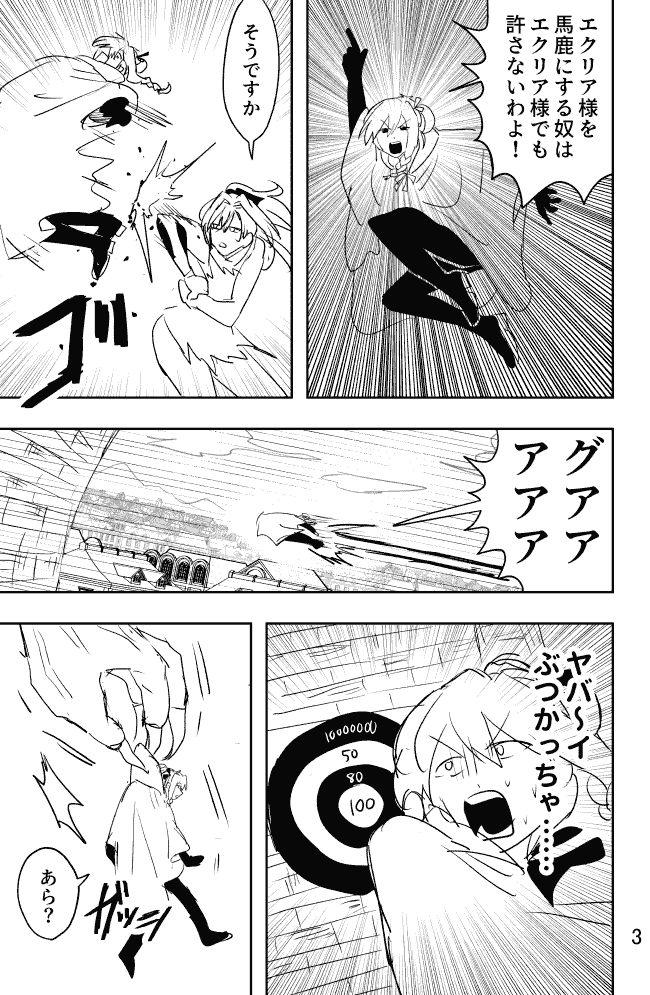 エクリア様を
馬鹿にする奴は
エクリア様でも
許さないわよ！
そうですか
ズ
グアア
アアア
ヤバ〜イ
ぶつかっちゃ……
1000000
50
80
100
ガッシ
あら？
3